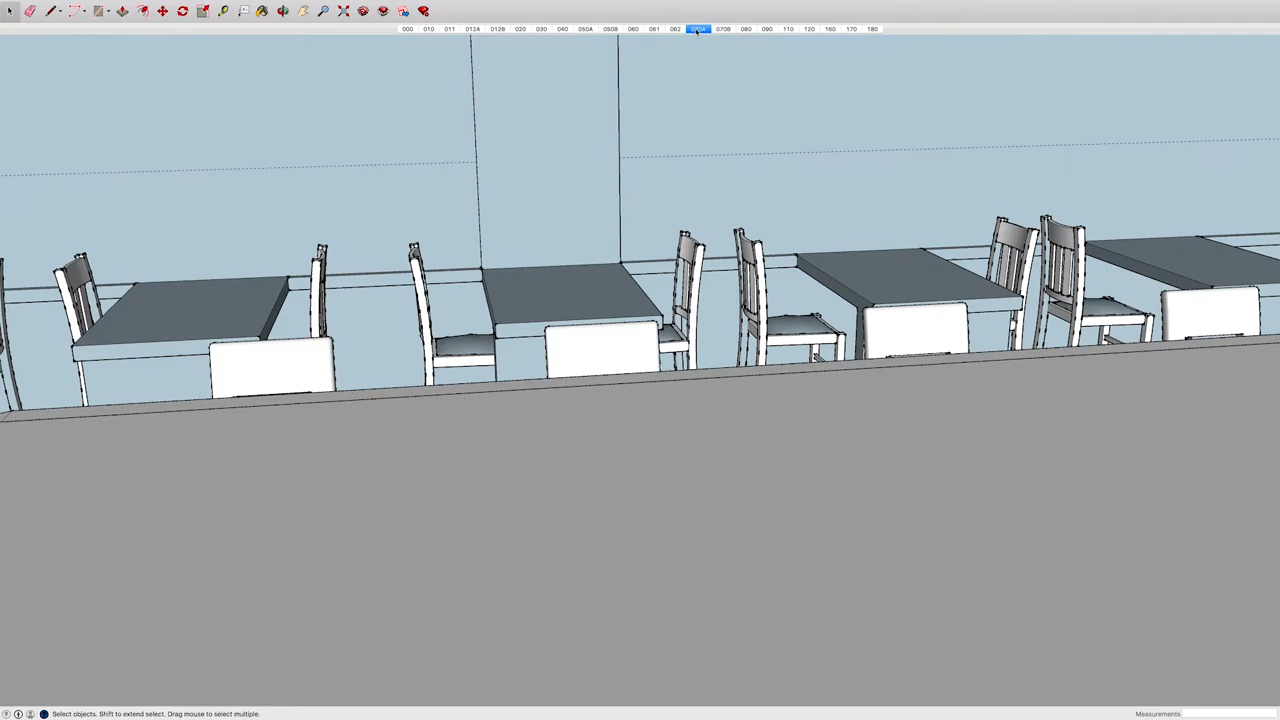 000 010 011 012A 012B 020 030 040 050A 050B 060 061 062 070A 070B 080 090 110 120 160 170 180
Select objects. Shift to extend select. Drag mouse to select multiple.
Measurements